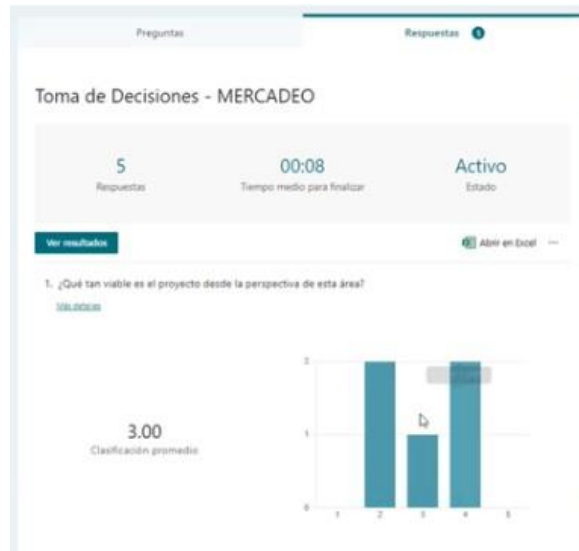 Preguntas
Respuestas 5
Toma de Decisiones - MERCADEO
5
Respuestas
00:08
Tiempo medio para finalizar
Activo
Estado
Ver resultados
Abrir en Excel ...
1. ¿Qué tan viable es el proyecto desde la perspectiva de esta área?
Más detalles
3.00
Clasificación promedio
2
1
0
1 2 3 4 5